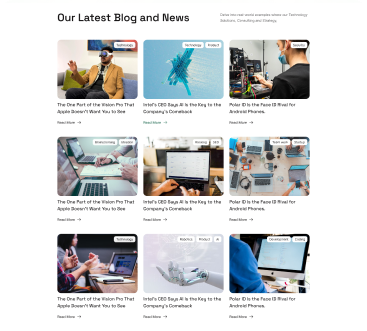 Our Latest Blog and News
Delve into real world examples where our Technology
Solutions, Consulting and Strategy
Technology
Technology Product
Robotics
The One Part of the Vision Pro That
Apple Doesn't Want You to See
Read More →
Intel's CEO Says AI is the Key to the
Company's Comeback
Read More →
Polar ID is the Face ID Rival for
Android Phones.
Read More →
Brainstorming
Running SEO
Team work Startup
The One Part of the Vision Pro That
Apple Doesn't Want You to See
Read More →
Intel's CEO Says AI is the Key to the
Company's Comeback
Read More →
Polar ID is the Face ID Rival for
Android Phones.
Read More →
Technology
Robotics Product AI
Development Coding
The One Part of the Vision Pro That
Apple Doesn't Want You to See
Read More →
Intel's CEO Says AI is the Key to the
Company's Comeback
Read More →
Polar ID is the Face ID Rival for
Android Phones.
Read More →